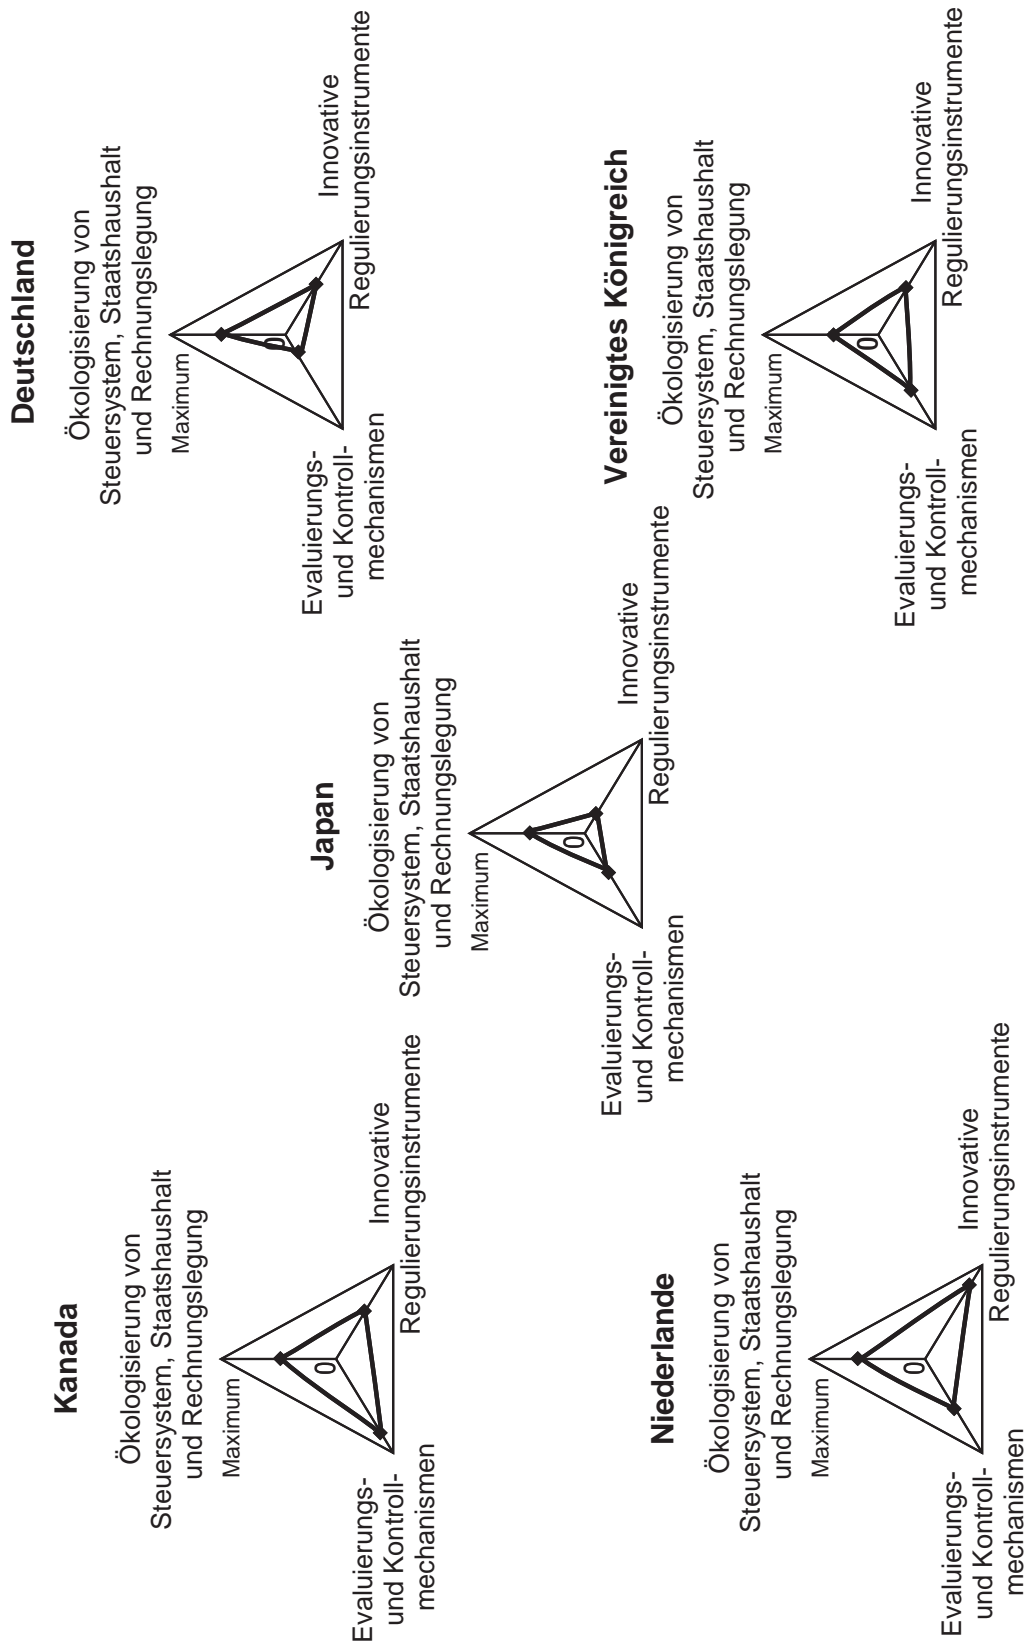 Kanada
Ökologisierung von
Steuersystem, Staatshaushalt
und Rechnungslegung
Maximum
0
Evaluierungs-
und Kontroll-
mechanismen
Innovative
Regulierungsinstrumente
Deutschland
Ökologisierung von
Steuersystem, Staatshaushalt
und Rechnungslegung
Maximum
0
Evaluierungs-
und Kontroll-
mechanismen
Innovative
Regulierungsinstrumente
Japan
Ökologisierung von
Steuersystem, Staatshaushalt
und Rechnungslegung
Maximum
0
Evaluierungs-
und Kontroll-
mechanismen
Innovative
Regulierungsinstrumente
Niederlande
Ökologisierung von
Steuersystem, Staatshaushalt
und Rechnungslegung
Maximum
0
Evaluierungs-
und Kontroll-
mechanismen
Innovative
Regulierungsinstrumente
Vereinigtes Königreich
Ökologisierung von
Steuersystem, Staatshaushalt
und Rechnungslegung
Maximum
0
Evaluierungs-
und Kontroll-
mechanismen
Innovative
Regulierungsinstrumente